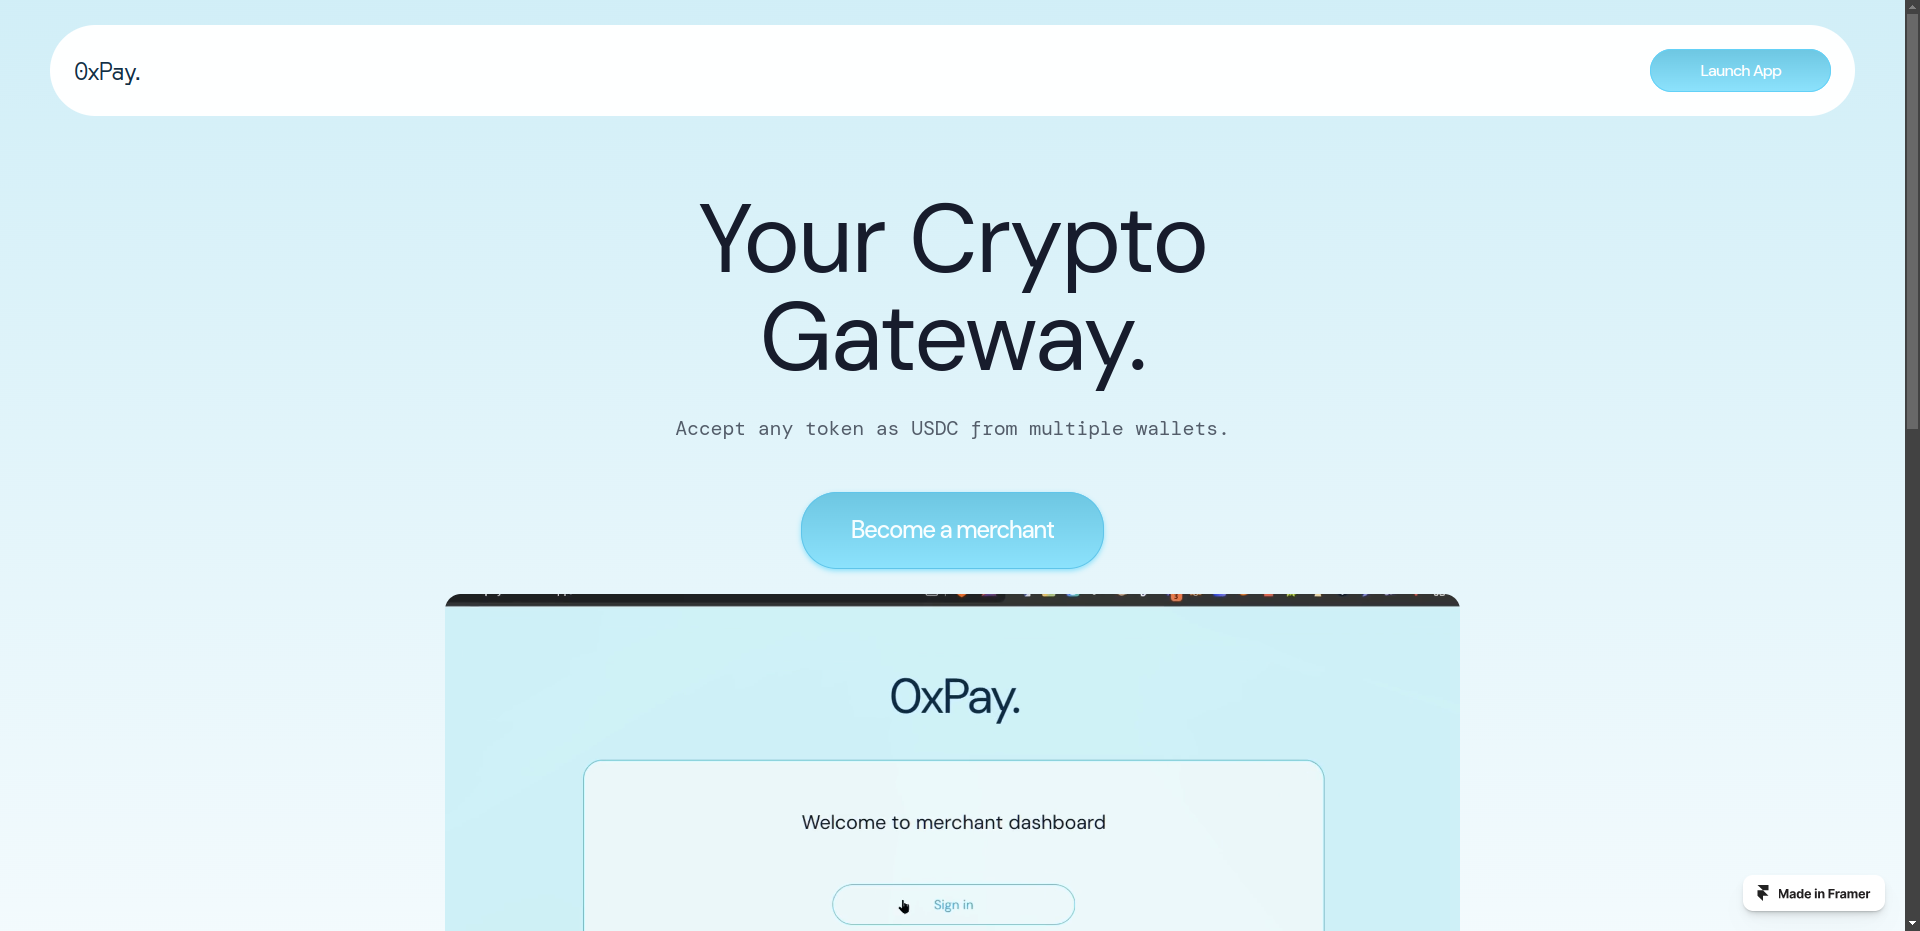 0xPay.
Launch App
Your Crypto
Gateway.
Accept any token as USDC from multiple wallets.
Become a merchant
0xPay.
Welcome to merchant dashboard
Sign in
Made in Framer